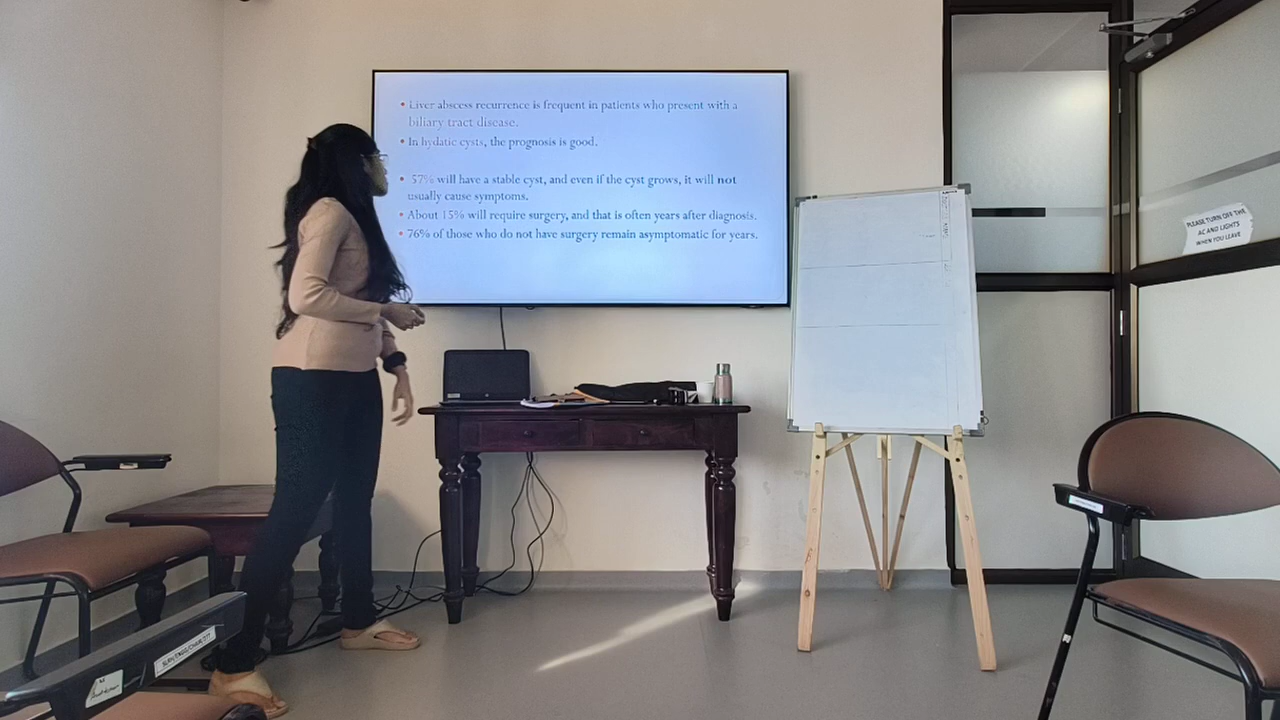 • Liver abscess recurrence is frequent in patients who present with a
biliary tract disease.
• In hydatic cysts, the prognosis is good.
• 57% will have a stable cyst, and even if the cyst grows, it will not
usually cause symptoms.
• About 15% will require surgery, and that is often years after diagnosis.
• 76% of those who do not have surgery remain asymptomatic for years.
PLEASE TURN OFF THE
AC AND LIGHTS
WHEN YOU LEAVE